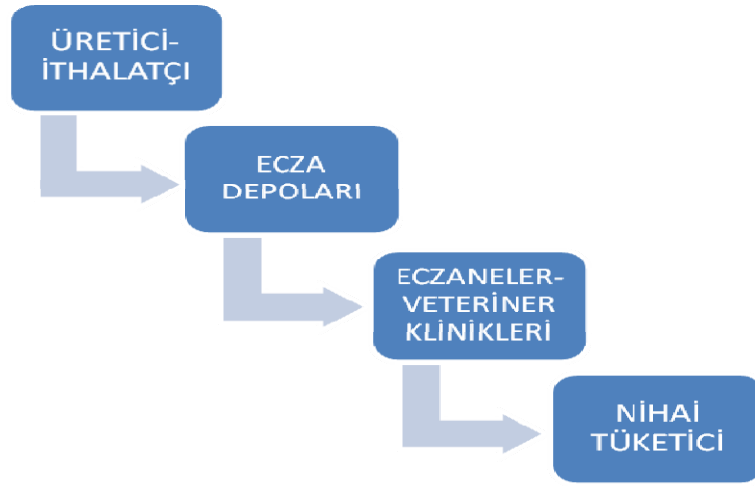 ÜRETİCİ-
İTHALATÇI
ECZA
DEPOLARI
ECZANELER-
VETERİNER
KLİNİKLERİ
NİHAİ
TÜKETİCİ